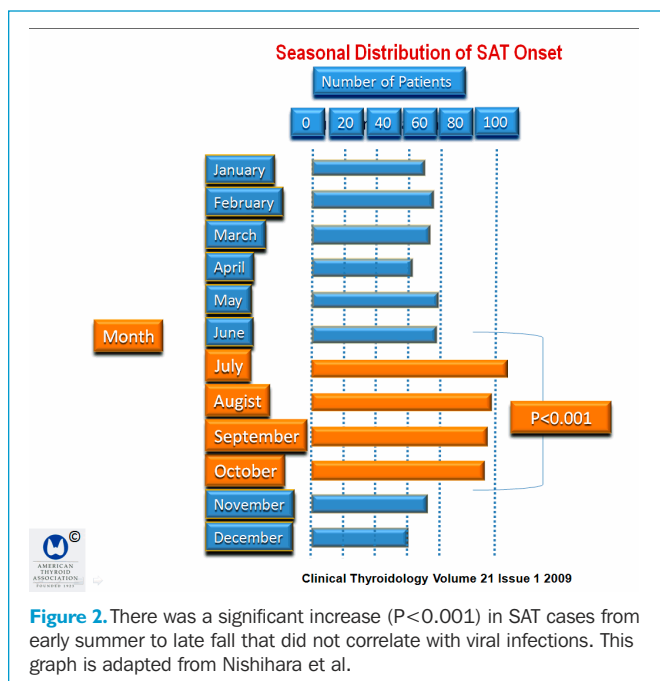 Seasonal Distribution of SAT Onset
Number of Patients
0 20 40 60 80 100
January
February
March
April
May
Month
June
July
Augist
P<0.001
September
October
November
December
©
AMERICAN
THYROID
ASSOCIATION
FOUNDED 1923
Clinical Thyroidology Volume 21 Issue 1 2009
Figure 2. There was a significant increase (P<0.001) in SAT cases from
early summer to late fall that did not correlate with viral infections. This
graph is adapted from Nishihara et al.